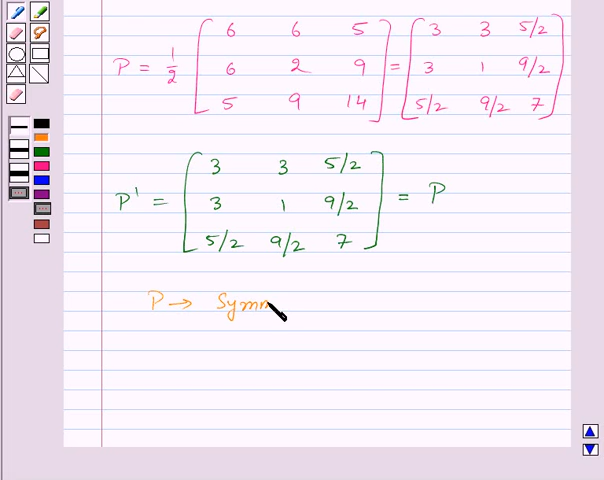 6 6 5 3 3 5/2
P = 1/2 6 2 9 = 3 1 9/2
5 9 14 5/2 9/2 7
3 3 5/2
P' = 3 1 9/2 = P
5/2 9/2 7
P → Symm